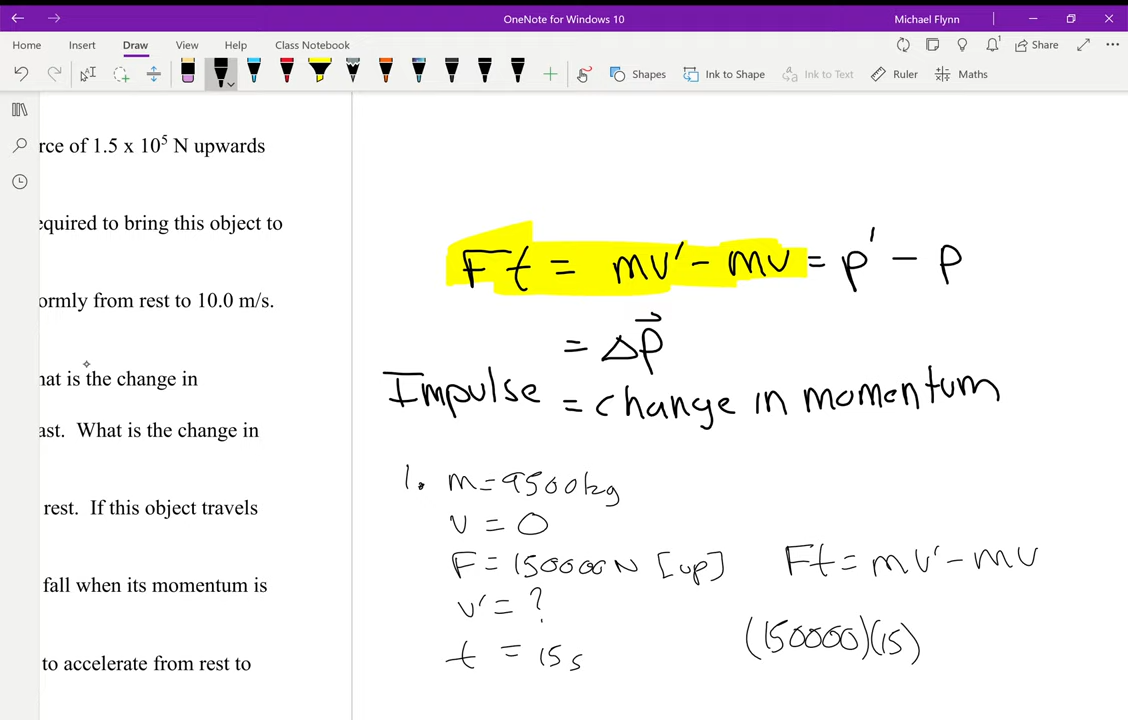 OneNote for Windows 10
Michael Flynn
Home Insert Draw View Help Class Notebook
Share
Shapes Ink to Shape Ink to Text Ruler Maths
rce of 1.5 x 10⁵ N upwards
equired to bring this object to
ormly from rest to 10.0 m/s.
hat is the change in
ast. What is the change in
rest. If this object travels
fall when its momentum is
to accelerate from rest to
Ft = mv' - mv = p' - p
= Δp⃗
Impulse = change in momentum
1. m = 9500kg
v = 0
F = 150000N [up]
v' = ?
t = 15s
Ft = mv' - mv
(150000)(15)